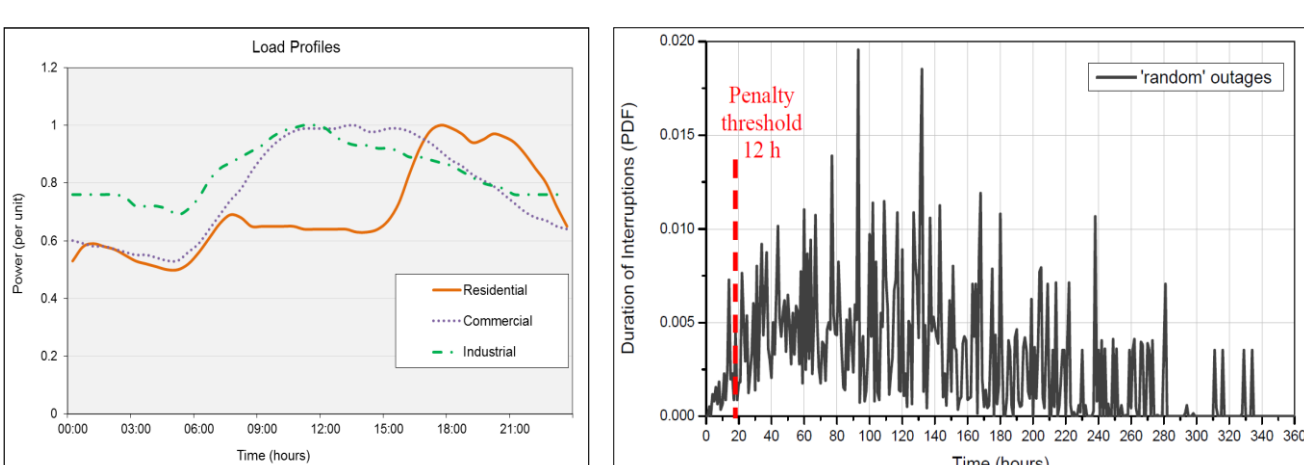 Load Profiles
1.2
1
0.8
0.6
0.4
0.2
0
Power (per unit)
Residential
Commercial
Industrial
00:00 03:00 06:00 09:00 12:00 15:00 18:00 21:00
Time (hours)
0.020
0.015
0.010
0.005
0.000
Duration of Interruptions (PDF)
'random' outages
Penalty
threshold
12 h
0 20 40 60 80 100 120 140 160 180 200 220 240 260 280 300 320 340 360
Time (hours)